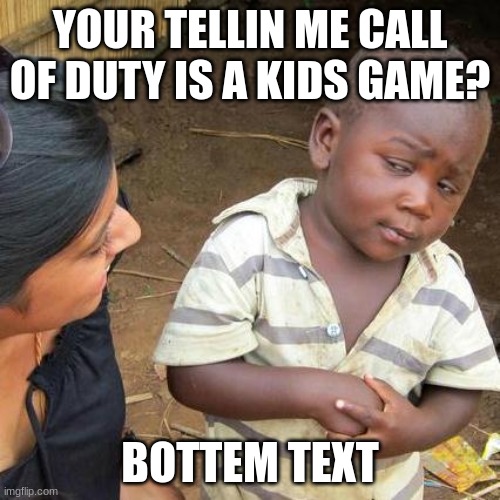 YOUR TELLIN ME CALL
OF DUTY IS A KIDS GAME?
BOTTEM TEXT
imgflip.com